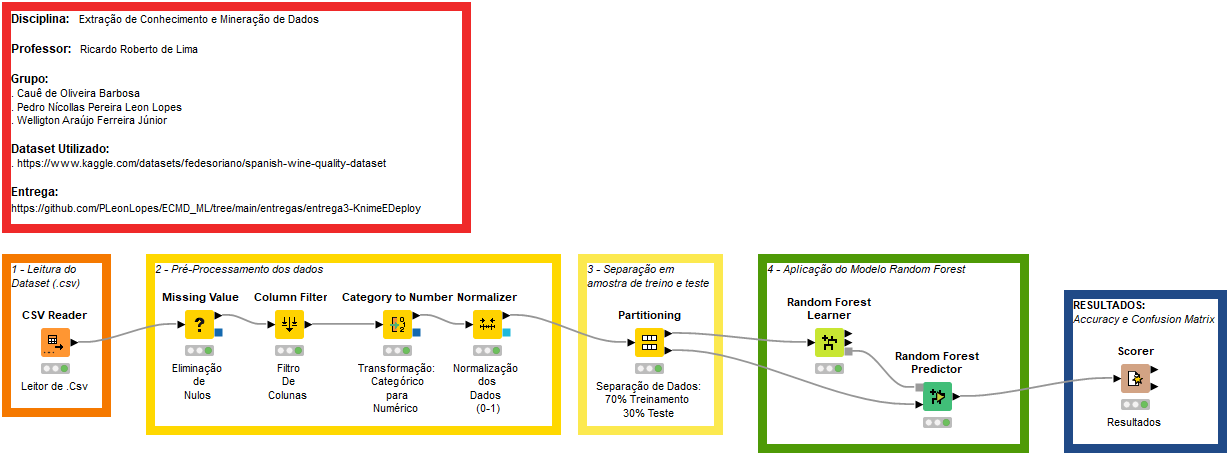 Disciplina: Extração de Conhecimento e Mineração de Dados
Professor: Ricardo Roberto de Lima
Grupo:
. Cauê de Oliveira Barbosa
. Pedro Nícollas Pereira Leon Lopes
. Welligton Araújo Ferreira Júnior
Dataset Utilizado:
. https://www.kaggle.com/datasets/fedesoriano/spanish-wine-quality-dataset
Entrega:
https://github.com/PLeonLopes/ECMD_ML/tree/main/entregas/entrega3-KnimeEDeploy
1 - Leitura do
Dataset (.csv)
CSV Reader
Leitor de .Csv
2 - Pré-Processamento dos dados
Missing Value
Eliminação
de
Nulos
Column Filter
Filtro
De
Colunas
Category to Number
Transformação:
Categórico
para
Numérico
Normalizer
Normalização
dos
Dados
(0-1)
3 - Separação em
amostra de treino e teste
Partitioning
Separação de Dados:
70% Treinamento
30% Teste
4 - Aplicação do Modelo Random Forest
Random Forest
Learner
Random Forest
Predictor
RESULTADOS:
Accuracy e Confusion Matrix
Scorer
Resultados